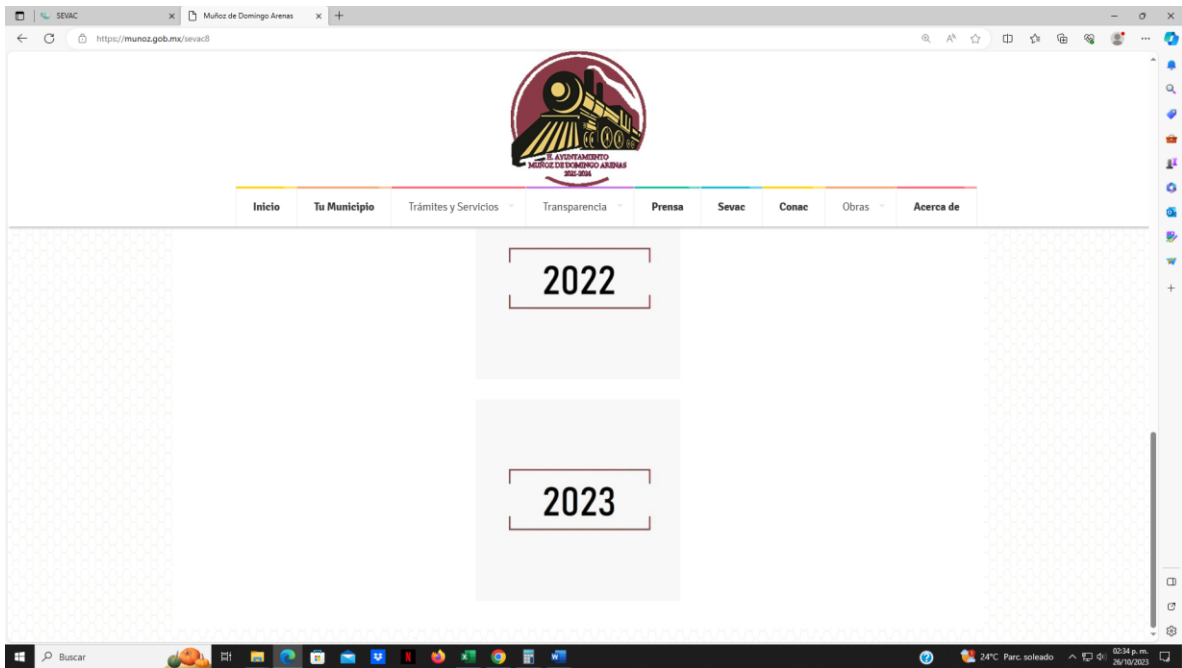 SEVAC
Muñoz de Domingo Arenas
https://munoz.gob.mx/sevac8
H. AYUNTAMIENTO
MUÑOZ DE DOMINGO ARENAS
2021-2024
Inicio Tu Municipio Trámites y Servicios Transparencia Prensa Sevac Conac Obras Acerca de
2022
2023
Buscar
24°C Parc. soleado
02:34 p. m.
26/10/2023